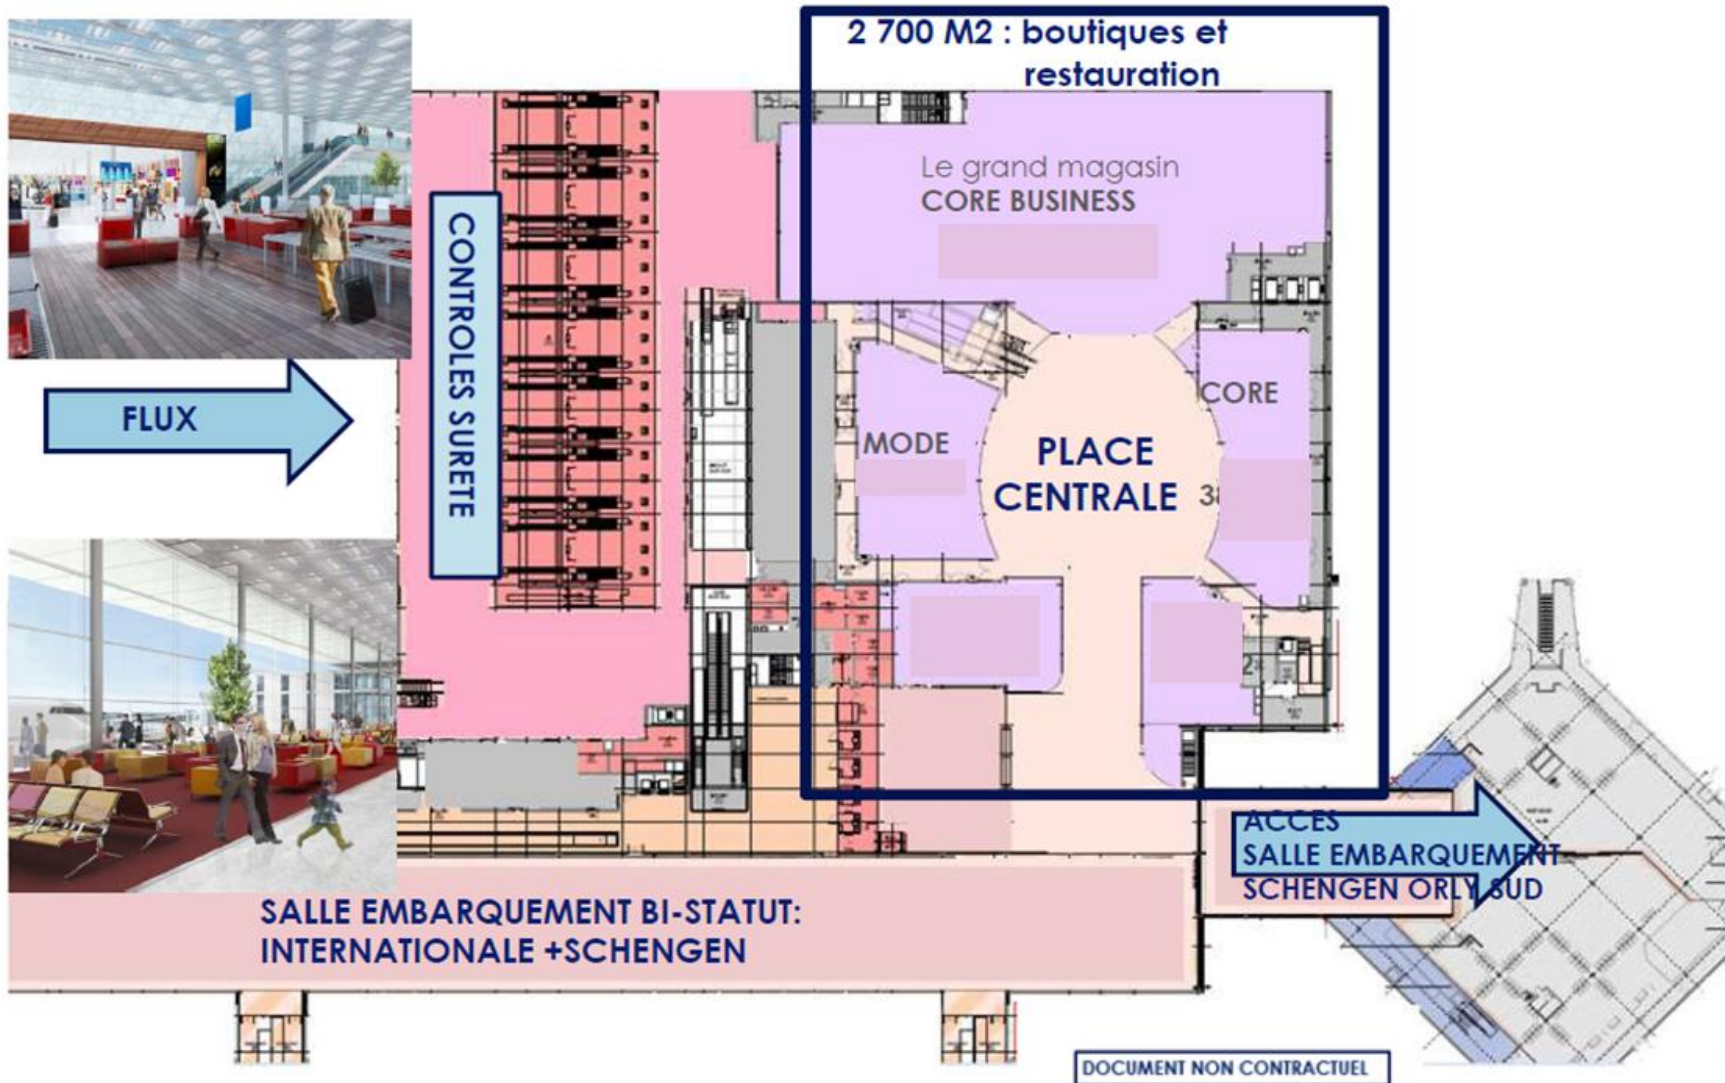 2 700 M2 : boutiques et
restauration
Le grand magasin
CORE BUSINESS
CONTROLES SURETE
FLUX
CORE
MODE
PLACE
CENTRALE
ACCES
SALLE EMBARQUEMENT
SCHENGEN ORLY SUD
SALLE EMBARQUEMENT BI-STATUT:
INTERNATIONALE +SCHENGEN
DOCUMENT NON CONTRACTUEL